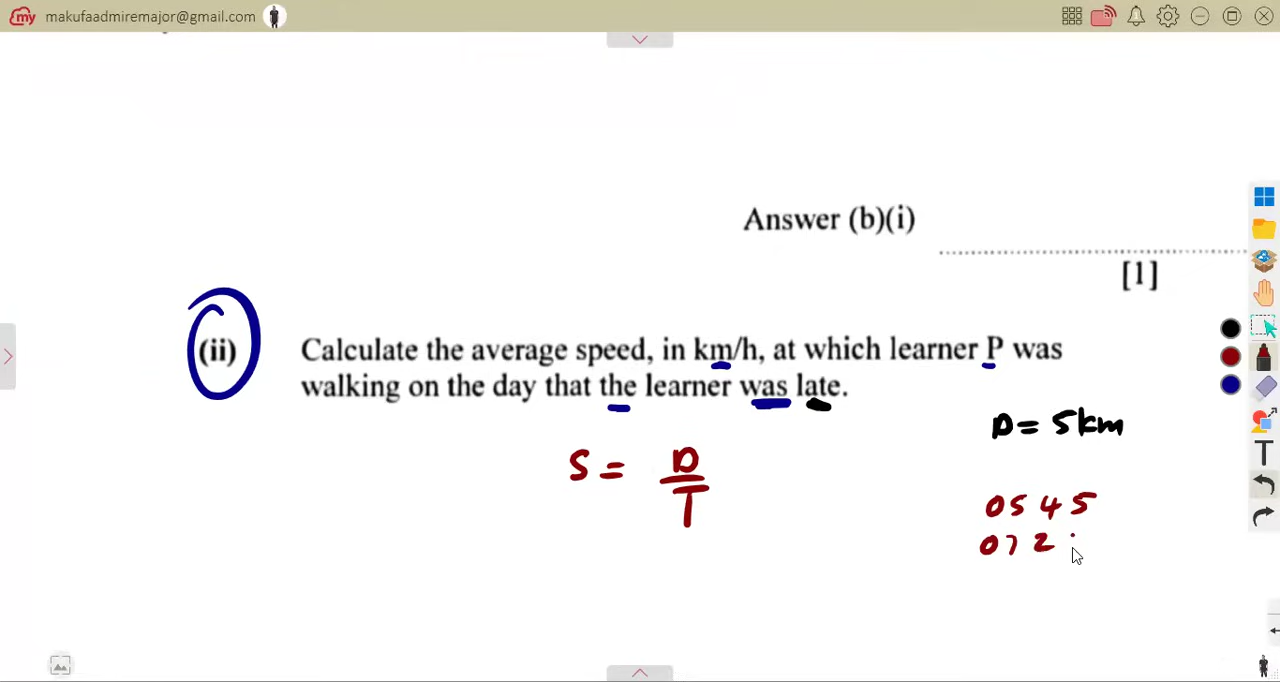 my makufaadmiremajor@gmail.com
Answer (b)(i)
[1]
(ii) Calculate the average speed, in km/h, at which learner P was
walking on the day that the learner was late.
D = 5km
S = D/T
0545
072